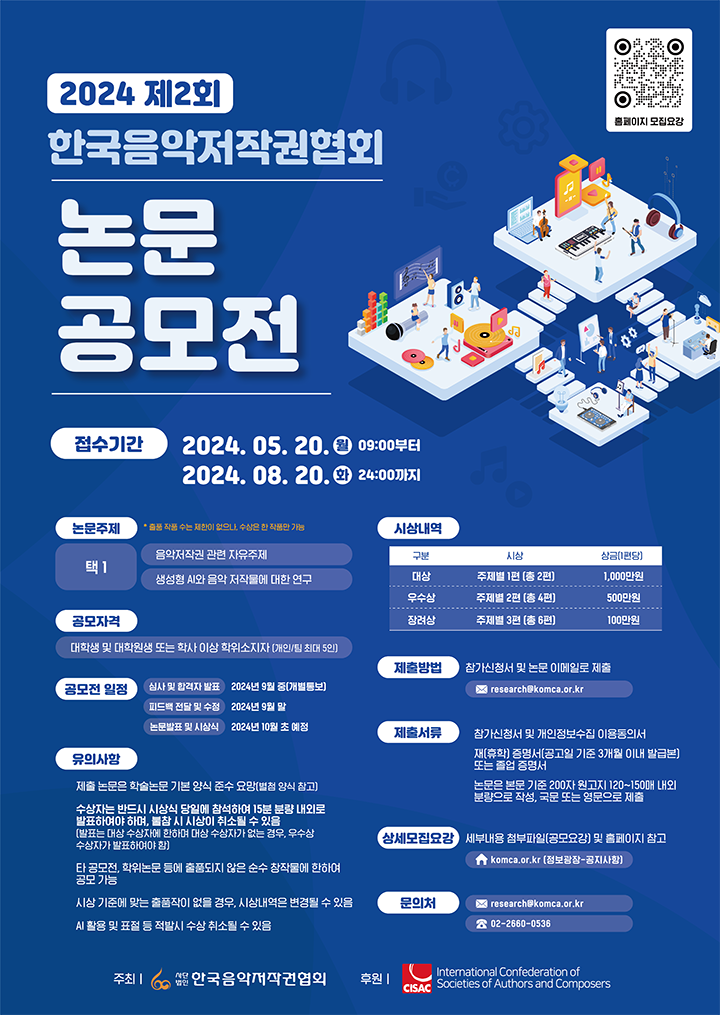 홈페이지 모집요강
2024 제2회
한국음악저작권협회
논문
공모전
접수기간
2024. 05. 20. 월 09:00부터
2024. 08. 20. 화 24:00까지
논문주제
* 출품 작품 수는 제한이 없으나, 수상은 한 작품만 가능
택 1
음악저작권 관련 자유주제
생성형 AI와 음악 저작물에 대한 연구
공모자격
대학생 및 대학원생 또는 학사 이상 학위소지자 (개인/팀 최대 5인)
공모전 일정
심사 및 합격자 발표 2024년 9월 중(개별통보)
피드백 전달 및 수정 2024년 9월 말
논문발표 및 시상식 2024년 10월 초 예정
유의사항
제출 논문은 학술논문 기본 양식 준수 요망(별첨 양식 참고)
수상자는 반드시 시상식 당일에 참석하여 15분 분량 내외로
발표하여야 하며, 불참 시 시상이 취소될 수 있음
(발표는 대상 수상자에 한하며 대상 수상자가 없는 경우, 우수상
수상자가 발표하여야 함)
타 공모전, 학위논문 등에 출품되지 않은 순수 창작물에 한하여
공모 가능
시상 기준에 맞는 출품작이 없을 경우, 시상내역은 변경될 수 있음
AI 활용 및 표절 등 적발시 수상 취소될 수 있음
시상내역
구분 시상 상금(1편당)
대상 주제별 1편 (총 2편) 1,000만원
우수상 주제별 2편 (총 4편) 500만원
장려상 주제별 3편 (총 6편) 100만원
제출방법
참가신청서 및 논문 이메일로 제출
research@komca.or.kr
제출서류
참가신청서 및 개인정보수집 이용동의서
재(휴학) 증명서(공고일 기준 3개월 이내 발급본)
또는 졸업 증명서
논문은 본문 기준 200자 원고지 120~150매 내외
분량으로 작성, 국문 또는 영문으로 제출
상세모집요강
세부내용 첨부파일(공모요강) 및 홈페이지 참고
komca.or.kr (정보광장-공지사항)
문의처
research@komca.or.kr
02-2660-0536
주최 | 사단법인 한국음악저작권협회
후원 | CISAC International Confederation of
Societies of Authors and Composers